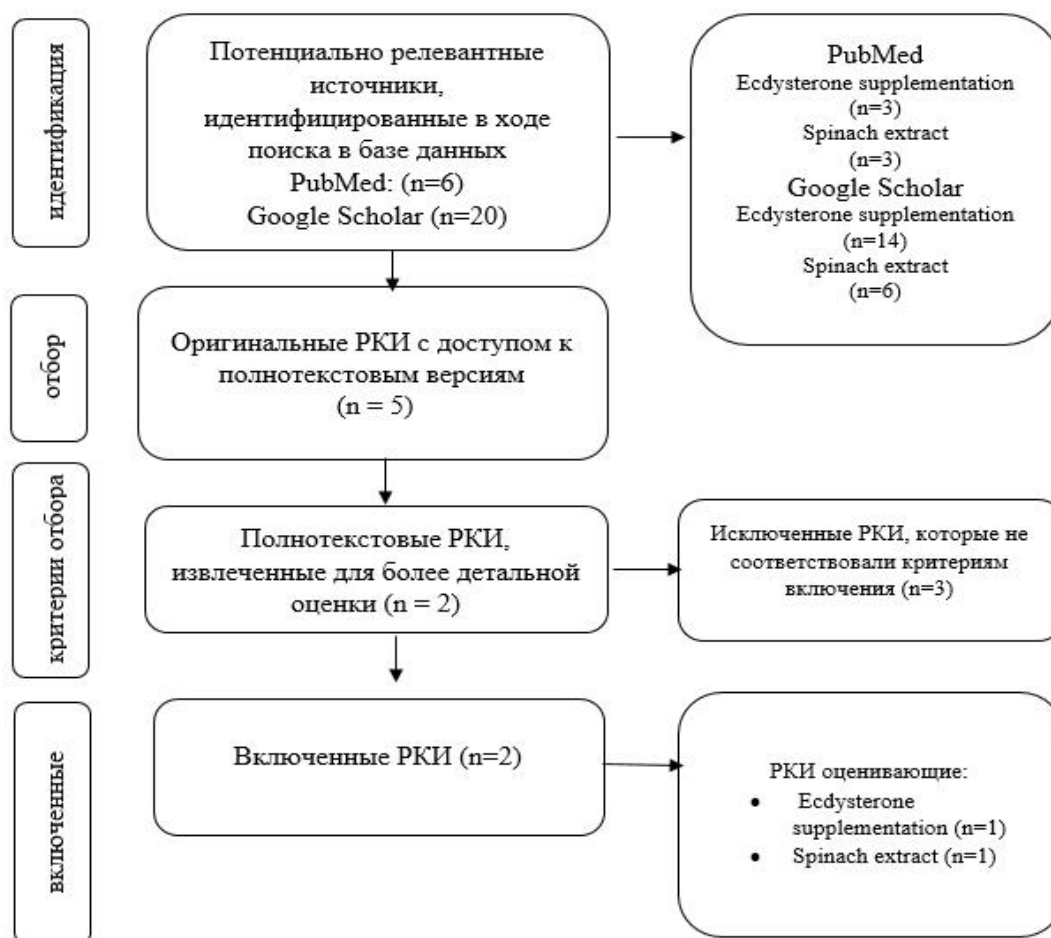 идентификация
Потенциально релевантные
источники,
идентифицированные в ходе
поиска в базе данных
PubMed: (n=6)
Google Scholar (n=20)
PubMed
Ecdysterone supplementation
(n=3)
Spinach extract
(n=3)
Google Scholar
Ecdysterone supplementation
(n=14)
Spinach extract
(n=6)
отбор
Оригинальные РКИ с доступом к
полнотекстовым версиям
(n = 5)
критерии отбора
Полнотекстовые РКИ,
извлеченные для более детальной
оценки (n = 2)
Исключенные РКИ, которые не
соответствовали критериям
включения (n=3)
включенные
Включенные РКИ (n=2)
РКИ оценивающие:
• Ecdysterone
supplementation (n=1)
• Spinach extract (n=1)